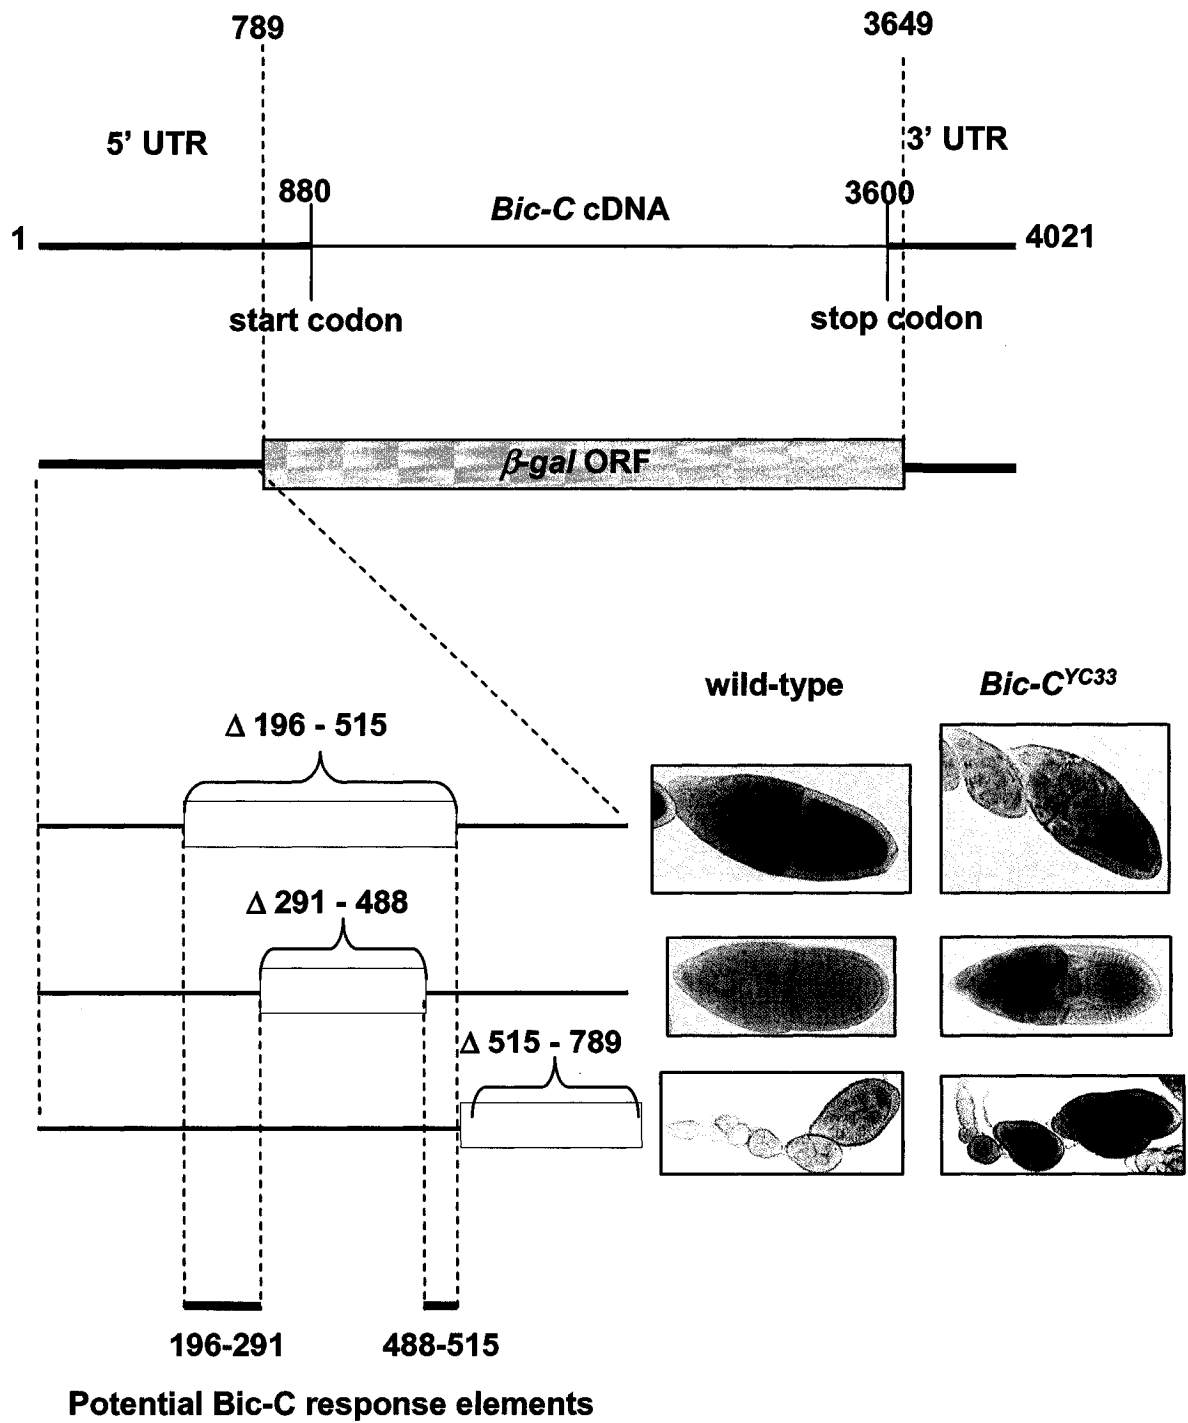 789
3649
5' UTR
3' UTR
880
Bic-C cDNA
3600
1
4021
start codon
stop codon
β-gal ORF
wild-type
Bic-C^YC33
Δ 196 - 515
Δ 291 - 488
Δ 515 - 789
196-291
488-515
Potential Bic-C response elements